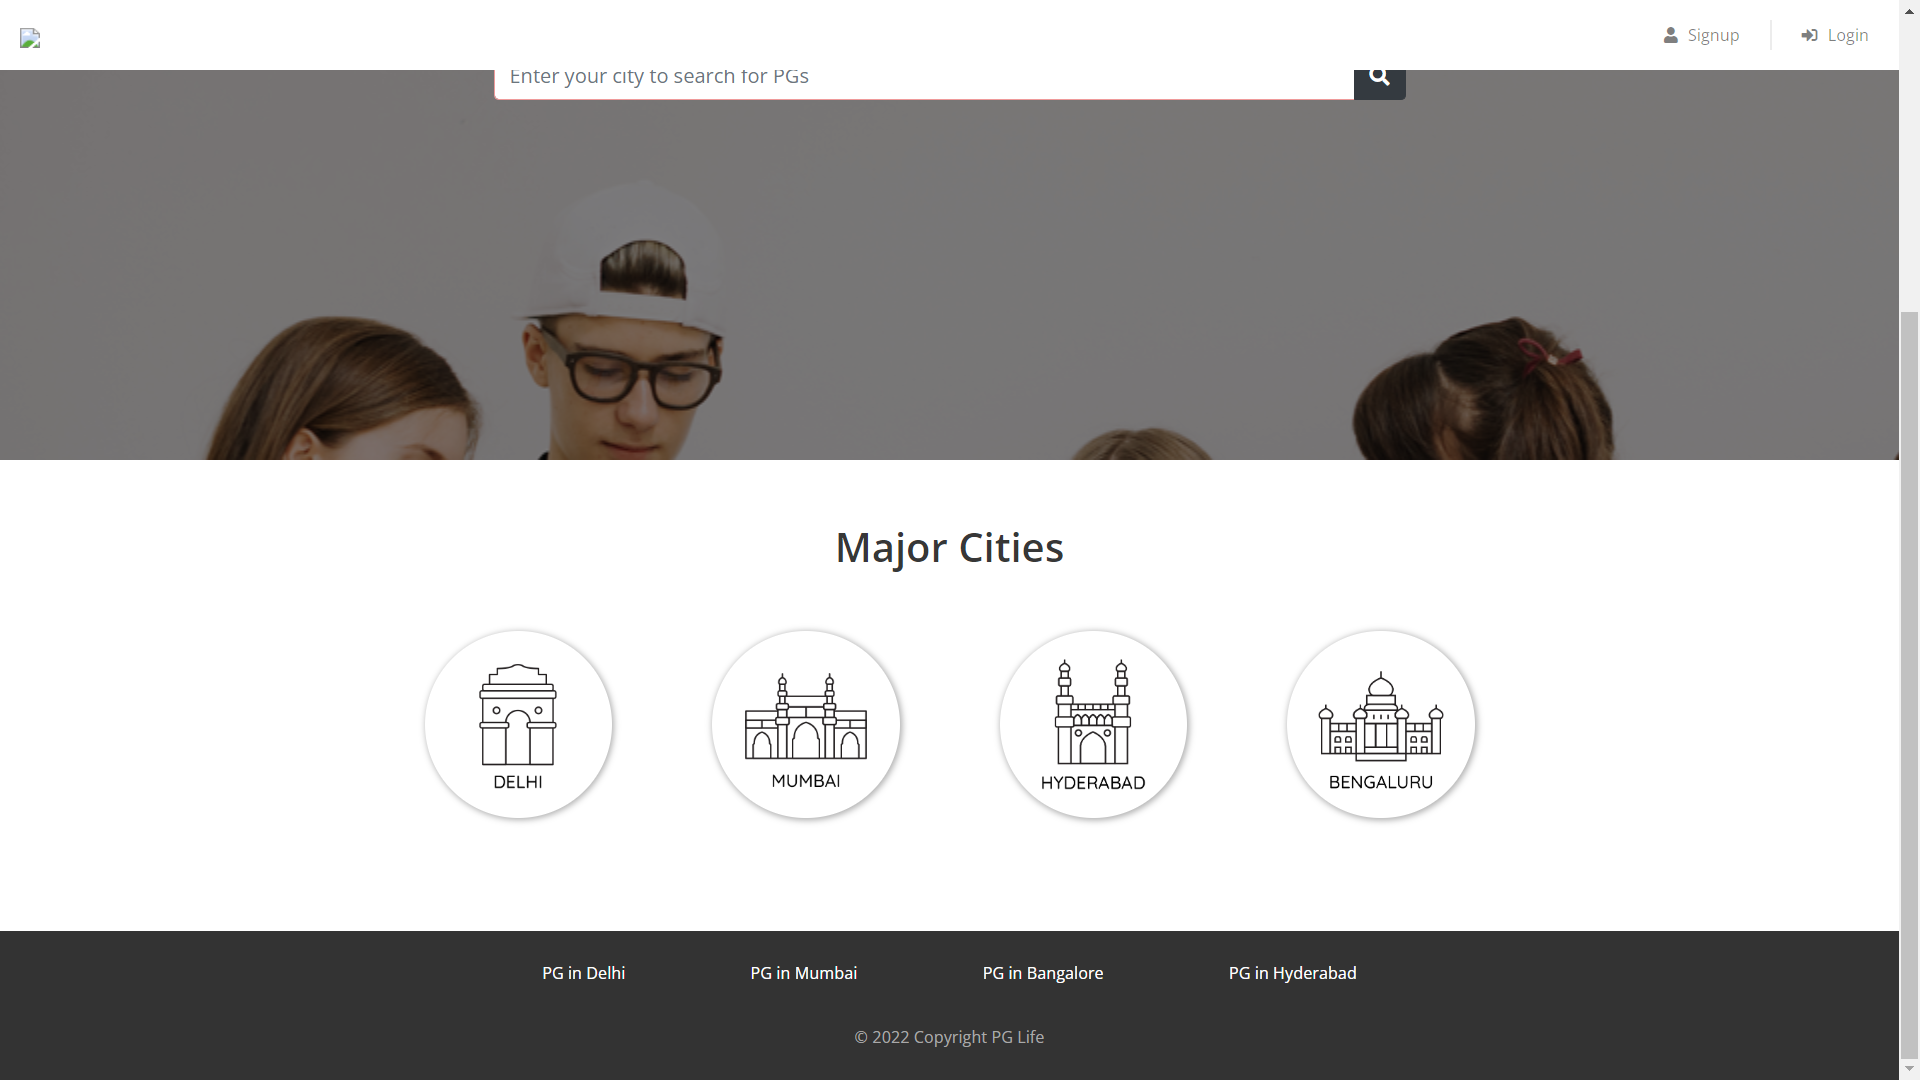 Signup
Login
Enter your city to search for PGs
Major Cities
DELHI
MUMBAI
HYDERABAD
BENGALURU
PG in Delhi
PG in Mumbai
PG in Bangalore
PG in Hyderabad
© 2022 Copyright PG Life